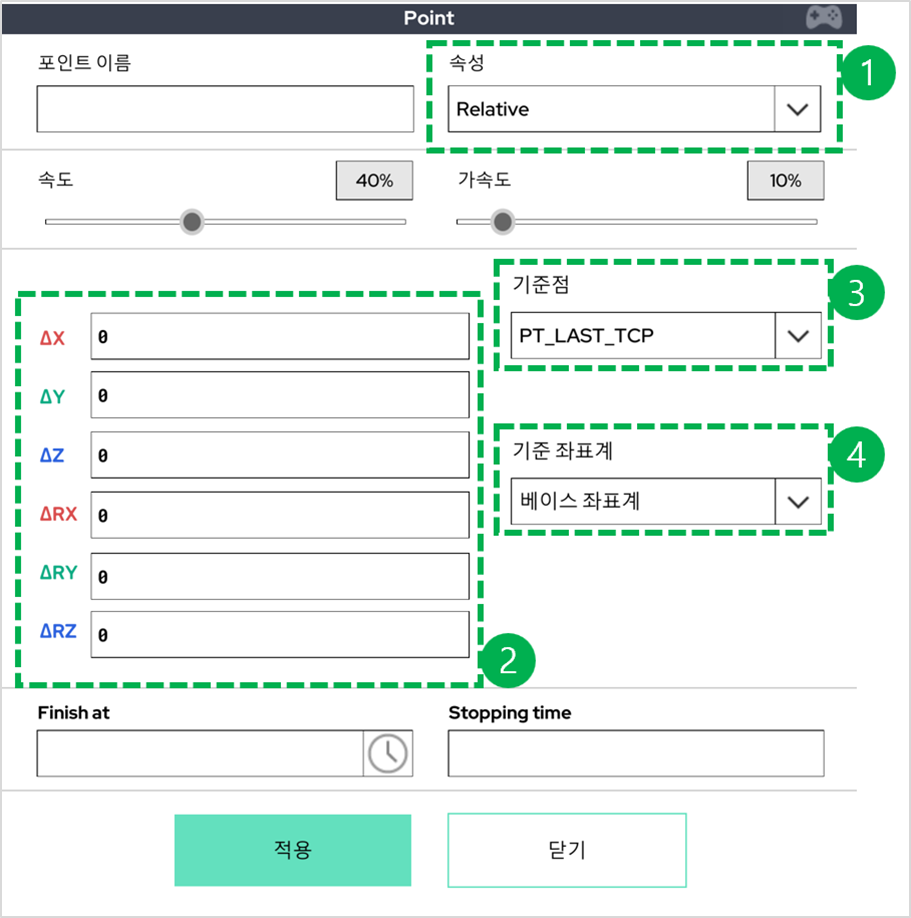 Point
포인트 이름
속성
1
Relative
속도
40%
가속도
10%
기준점
3
PT_LAST_TCP
ΔX
0
ΔY
0
ΔZ
0
ΔRX
0
ΔRY
0
ΔRZ
0
2
기준 좌표계
4
베이스 좌표계
Finish at
Stopping time
적용
닫기